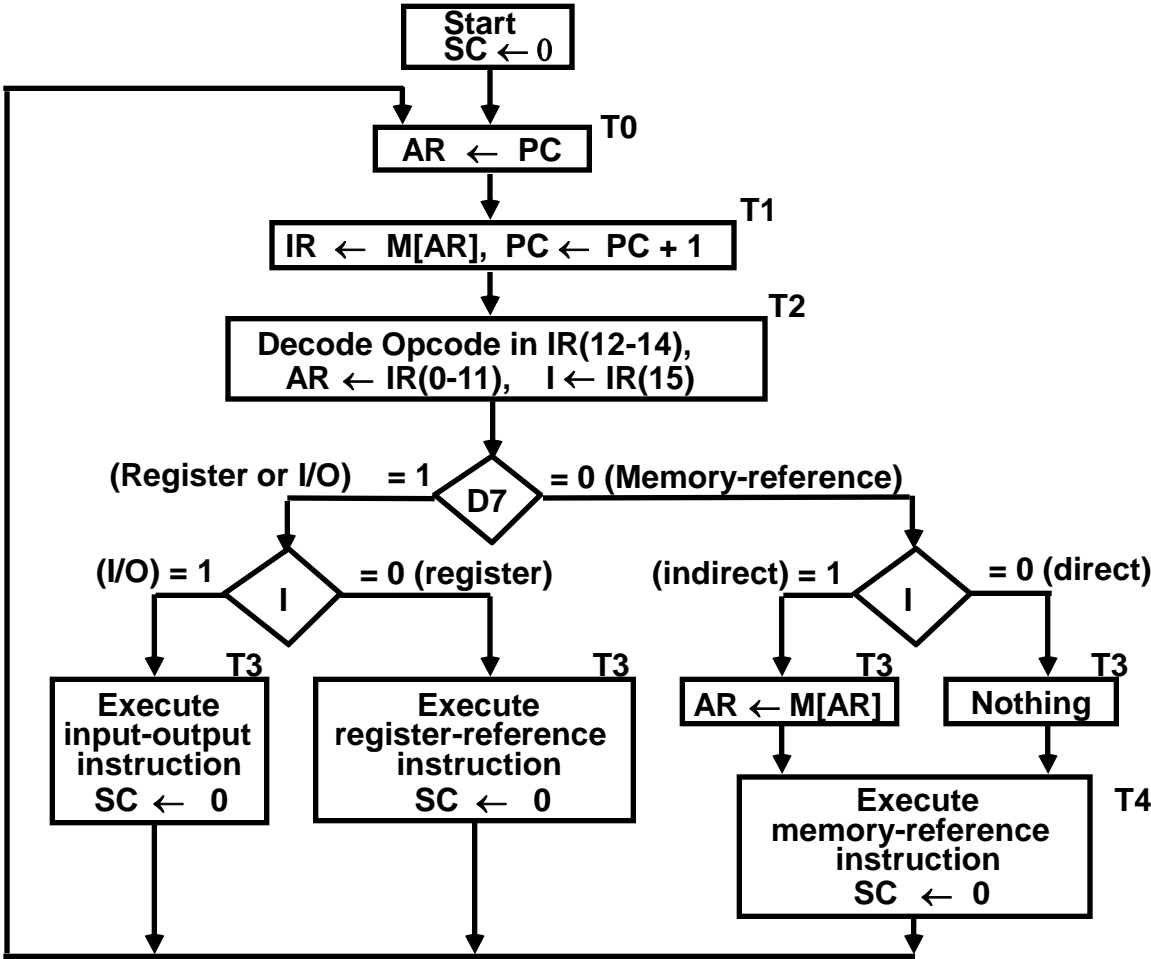 Start
SC ← 0
T0
AR ← PC
T1
IR ← M[AR], PC ← PC + 1
T2
Decode Opcode in IR(12-14),
AR ← IR(0-11), I ← IR(15)
(Register or I/O) = 1
D7
= 0 (Memory-reference)
(I/O) = 1
I
= 0 (register)
(indirect) = 1
I
= 0 (direct)
T3
Execute
input-output
instruction
SC ← 0
T3
Execute
register-reference
instruction
SC ← 0
T3
AR ← M[AR]
T3
Nothing
Execute
memory-reference
instruction
SC ← 0
T4